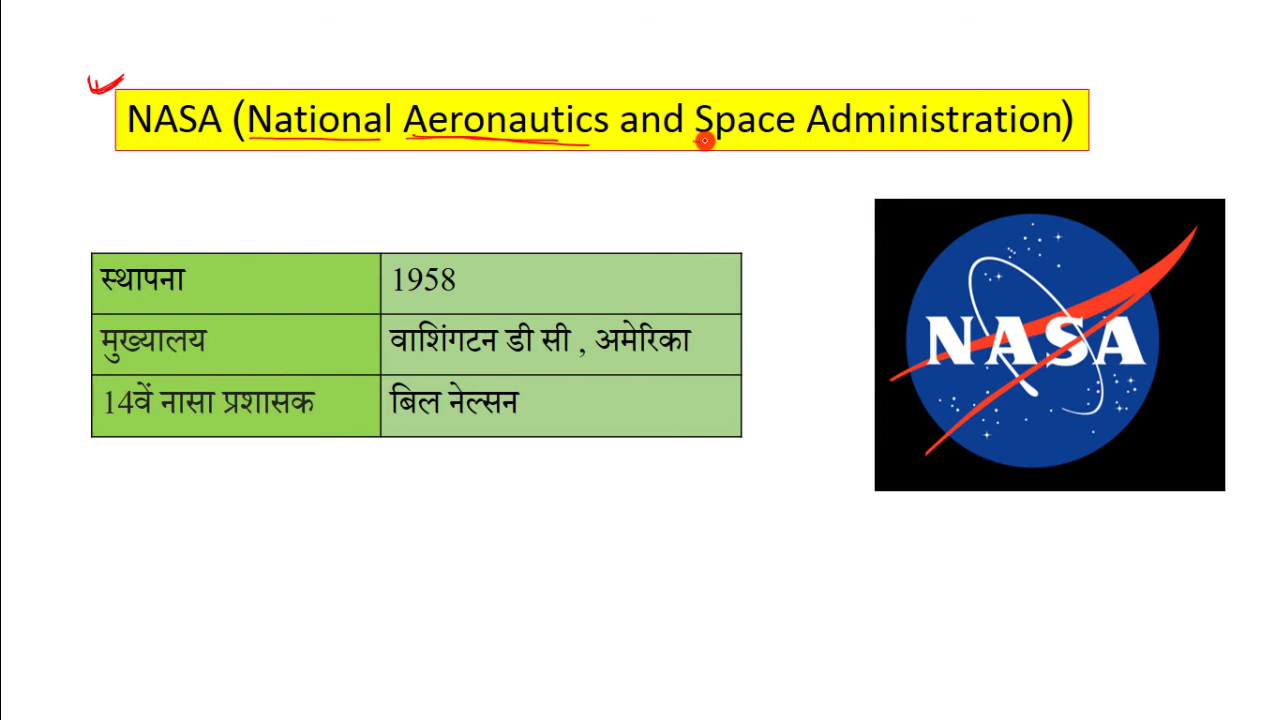 NASA (National Aeronautics and Space Administration)
स्थापना 1958
मुख्यालय वाशिंगटन डी सी , अमेरिका
14वें नासा प्रशासक बिल नेल्सन
NASA